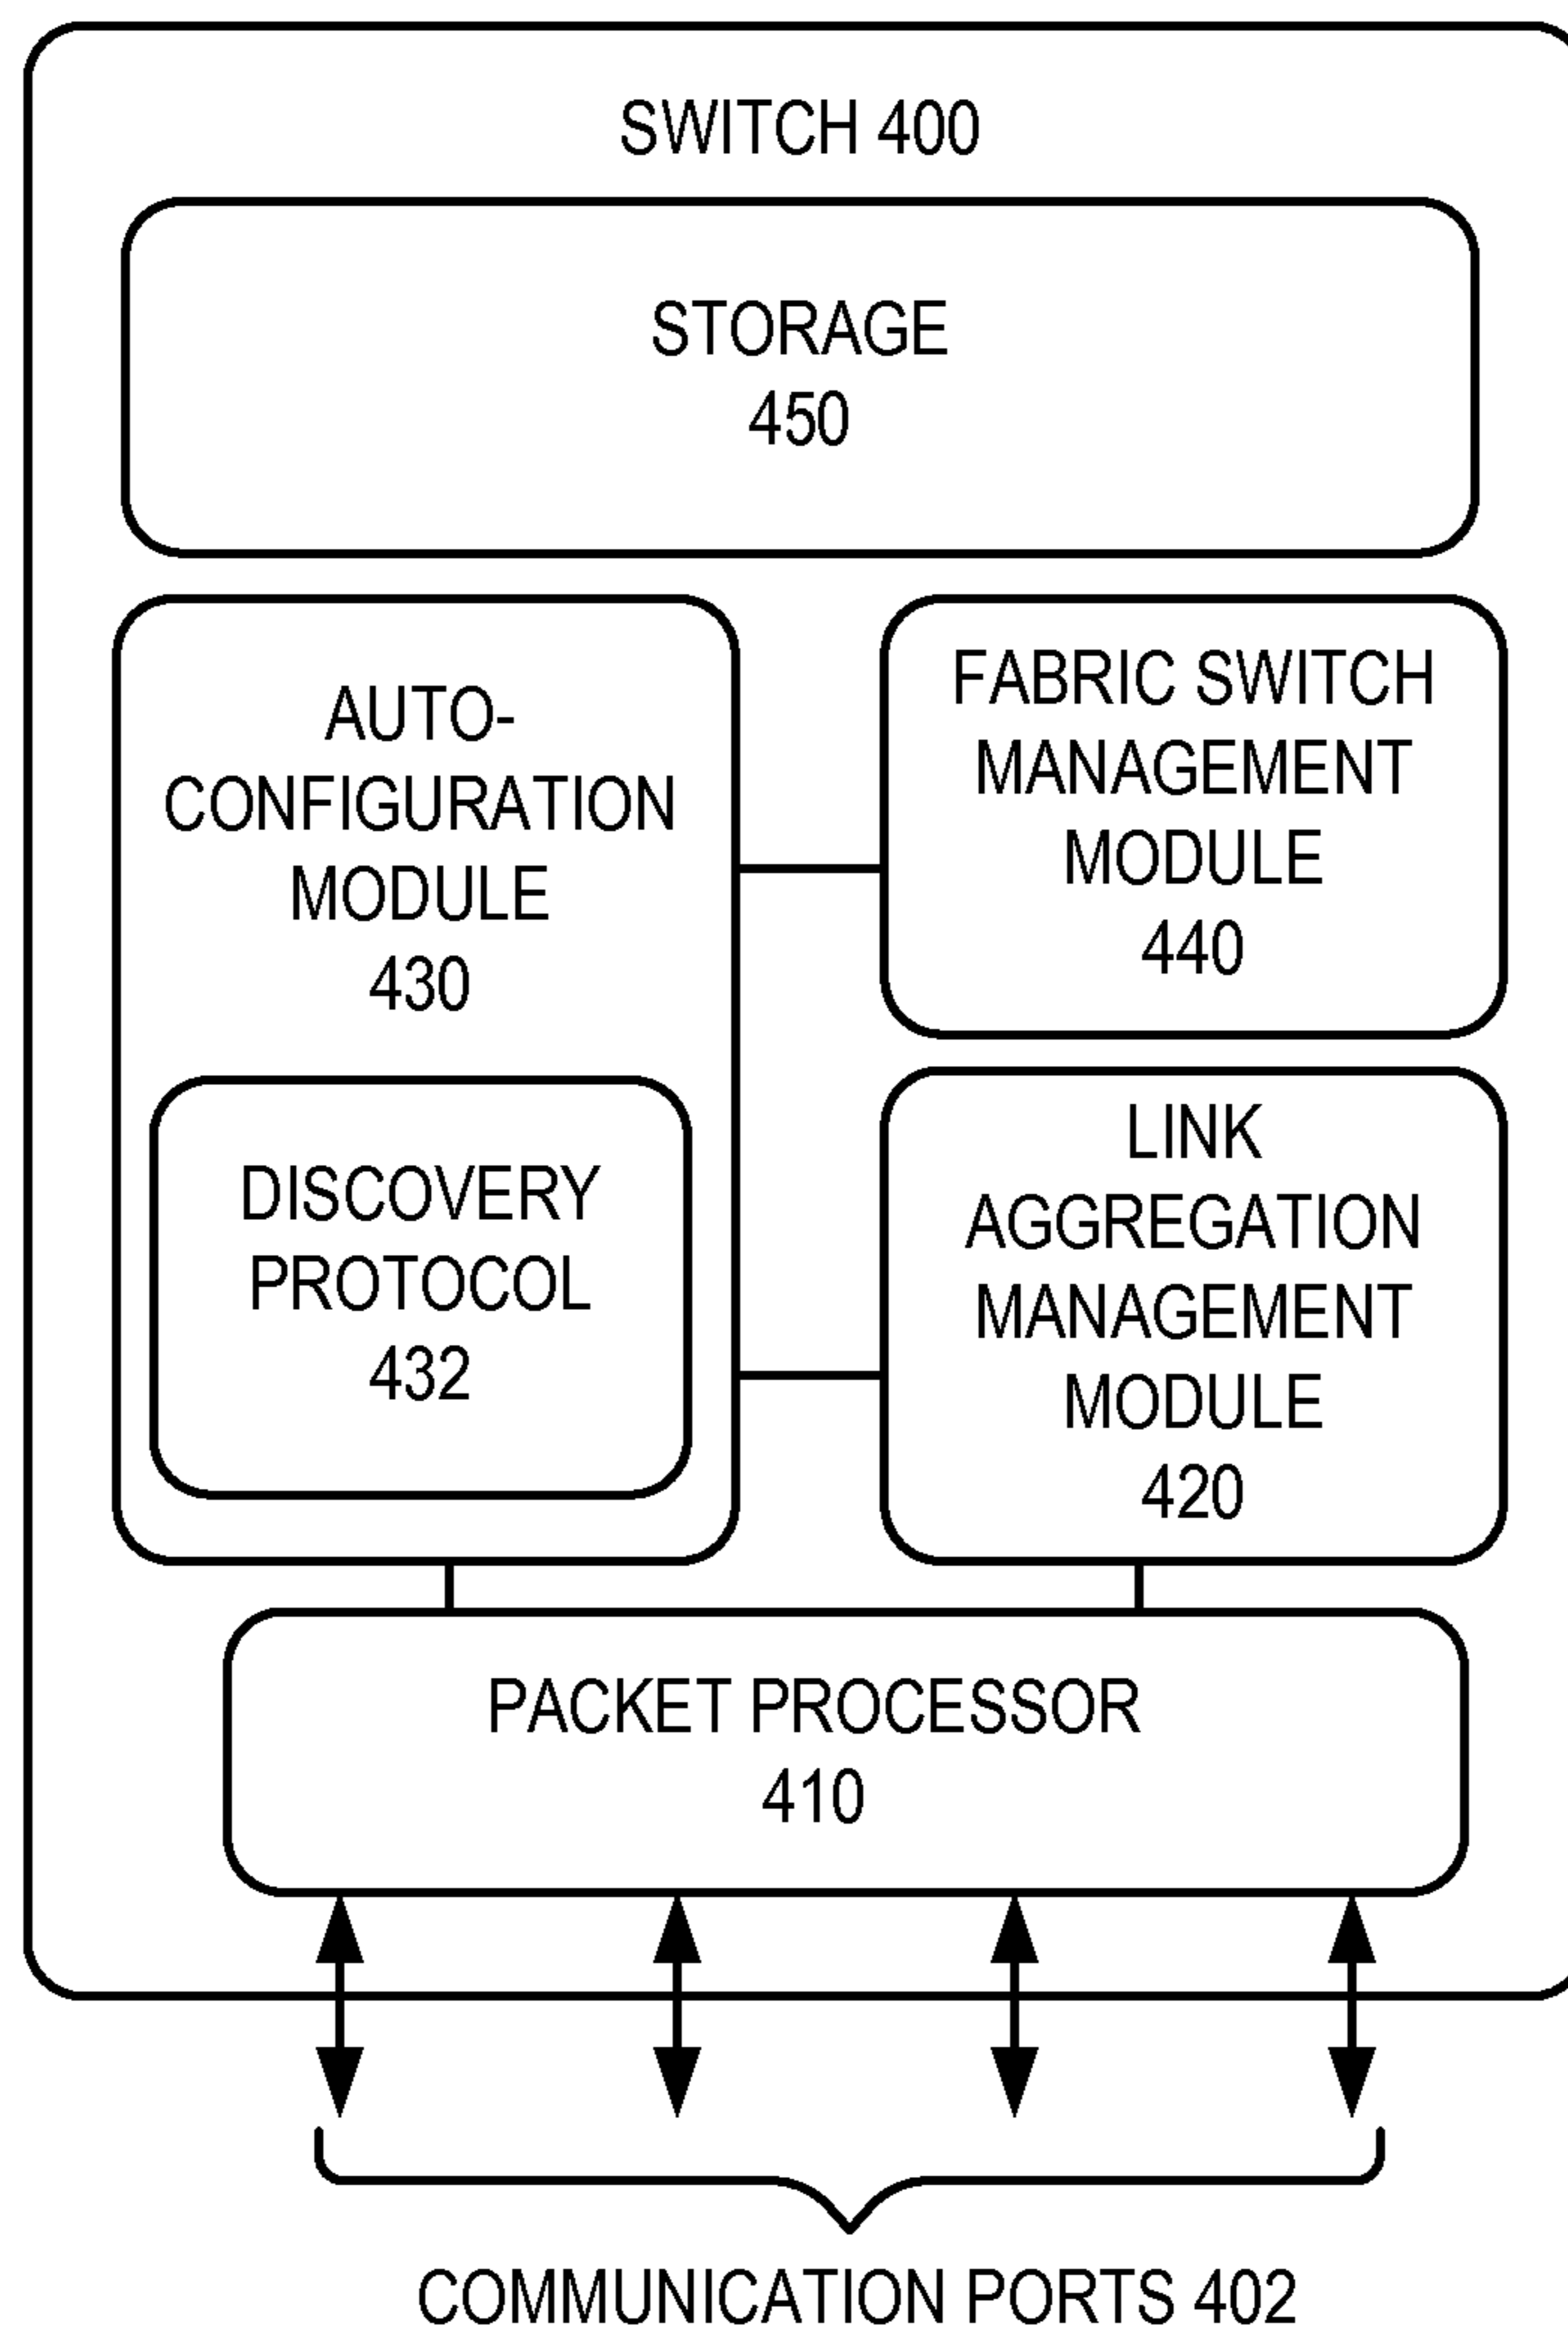 SWITCH 400
STORAGE
450
AUTO-
CONFIGURATION
MODULE
430
DISCOVERY
PROTOCOL
432
FABRIC SWITCH
MANAGEMENT
MODULE
440
LINK
AGGREGATION
MANAGEMENT
MODULE
420
PACKET PROCESSOR
410
COMMUNICATION PORTS 402